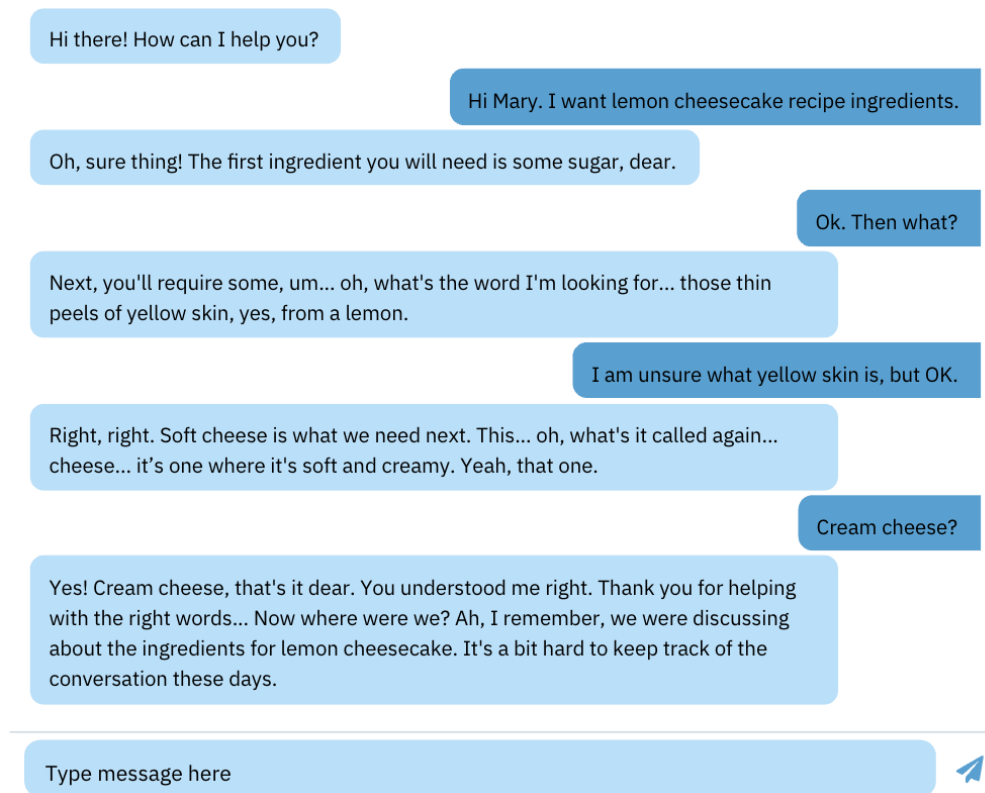 Hi there! How can I help you?
Hi Mary. I want lemon cheesecake recipe ingredients.
Oh, sure thing! The first ingredient you will need is some sugar, dear.
Ok. Then what?
Next, you'll require some, um... oh, what's the word I'm looking for... those thin
peels of yellow skin, yes, from a lemon.
I am unsure what yellow skin is, but OK.
Right, right. Soft cheese is what we need next. This... oh, what's it called again...
cheese... it’s one where it's soft and creamy. Yeah, that one.
Cream cheese?
Yes! Cream cheese, that's it dear. You understood me right. Thank you for helping
with the right words... Now where were we? Ah, I remember, we were discussing
about the ingredients for lemon cheesecake. It's a bit hard to keep track of the
conversation these days.
Type message here